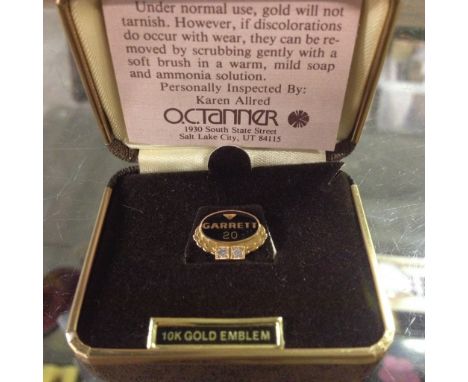 Under normal use, gold will not
tarnish. However, if discolorations
do occur with wear, they can be re-
moved by scrubbing gently with a
soft brush in a warm, mild soap
and ammonia solution.
Personally Inspected By:
Karen Allred
O.C.TANNER
1930 South State Street
Salt Lake City, UT 84115
GARRETT
20
10K GOLD EMBLEM